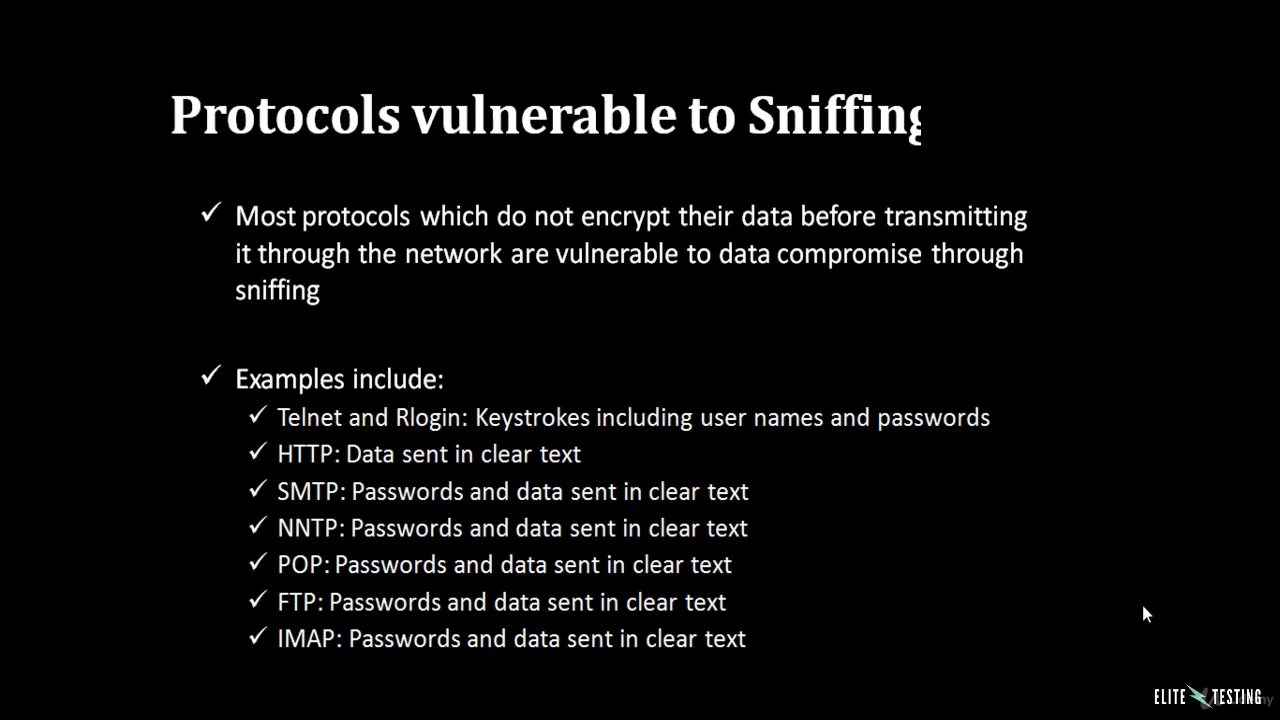 Protocols vulnerable to Sniffing
✓ Most protocols which do not encrypt their data before transmitting
it through the network are vulnerable to data compromise through
sniffing
✓ Examples include:
✓ Telnet and Rlogin: Keystrokes including user names and passwords
✓ HTTP: Data sent in clear text
✓ SMTP: Passwords and data sent in clear text
✓ NNTP: Passwords and data sent in clear text
✓ POP: Passwords and data sent in clear text
✓ FTP: Passwords and data sent in clear text
✓ IMAP: Passwords and data sent in clear text
ELITE TESTING